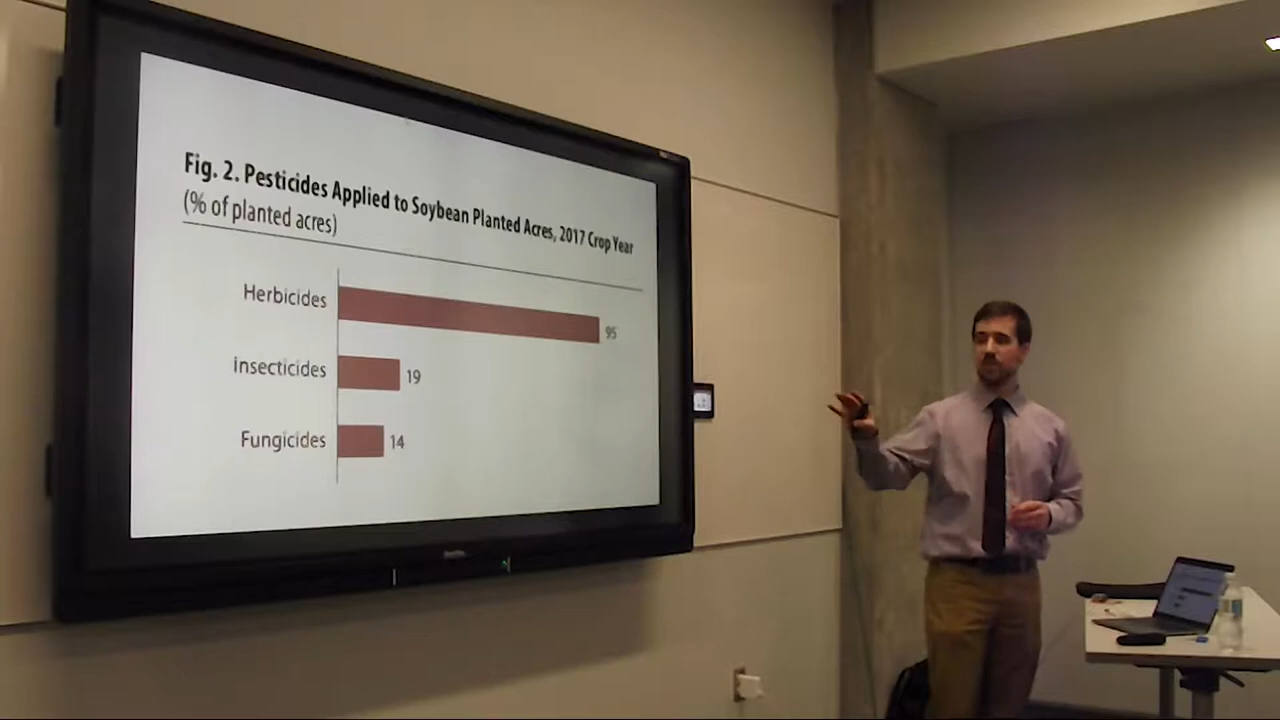 Fig. 2. Pesticides Applied to Soybean Planted Acres, 2017 Crop Year
(% of planted acres)
Herbicides 95
Insecticides 19
Fungicides 14